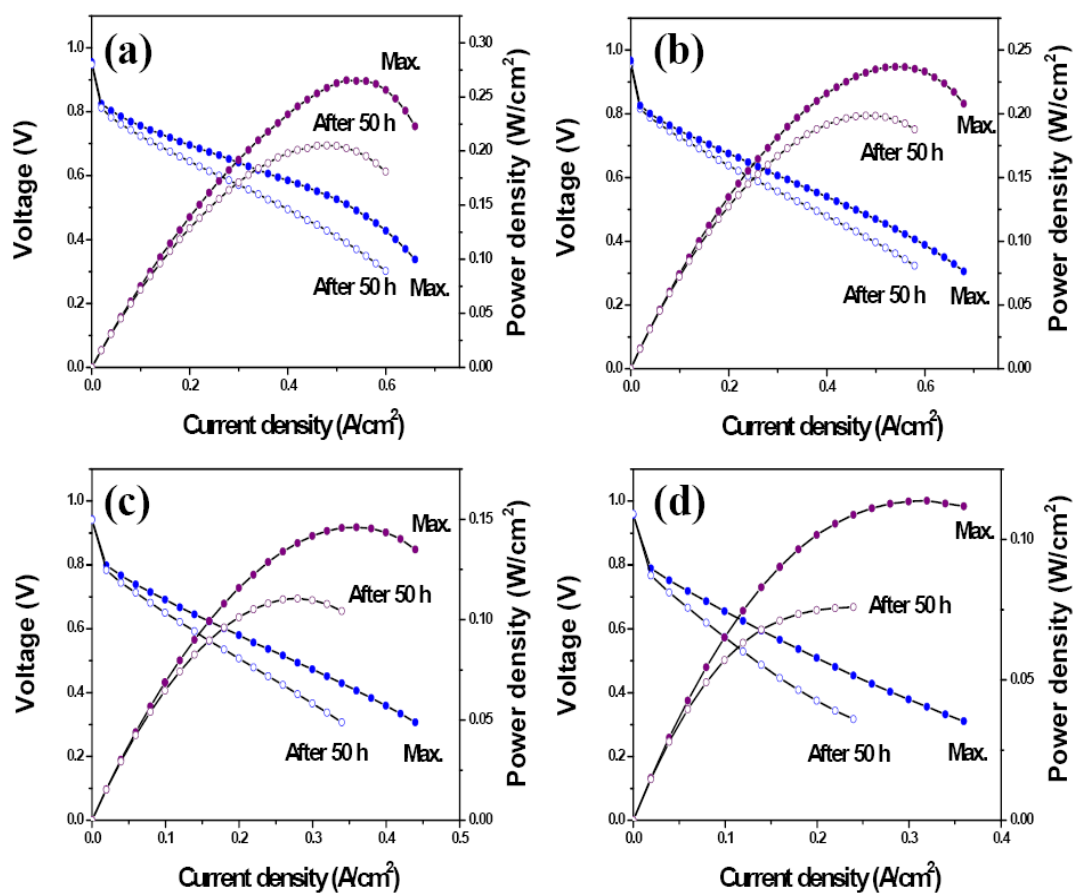 (a)
Max.
After 50 h
After 50 h
Max.
Voltage (V)
1.0
0.8
0.6
0.4
0.2
0.0
0.30
0.25
0.20
0.15
0.10
0.05
0.00
Power density (W/cm²)
0.0 0.2 0.4 0.6
Current density (A/cm²)
(b)
Max.
After 50 h
After 50 h
Max.
Voltage (V)
1.0
0.8
0.6
0.4
0.2
0.0
0.25
0.20
0.15
0.10
0.05
0.00
Power density (W/cm²)
0.0 0.2 0.4 0.6
Current density (A/cm²)
(c)
Max.
After 50 h
After 50 h
Max.
Voltage (V)
1.0
0.8
0.6
0.4
0.2
0.0
0.15
0.10
0.05
0.00
Power density (W/cm²)
0.0 0.1 0.2 0.3 0.4 0.5
Current density (A/cm²)
(d)
Max.
After 50 h
After 50 h
Max.
Voltage (V)
1.0
0.8
0.6
0.4
0.2
0.0
0.10
0.05
0.00
Power density (W/cm²)
0.0 0.1 0.2 0.3 0.4
Current density (A/cm²)